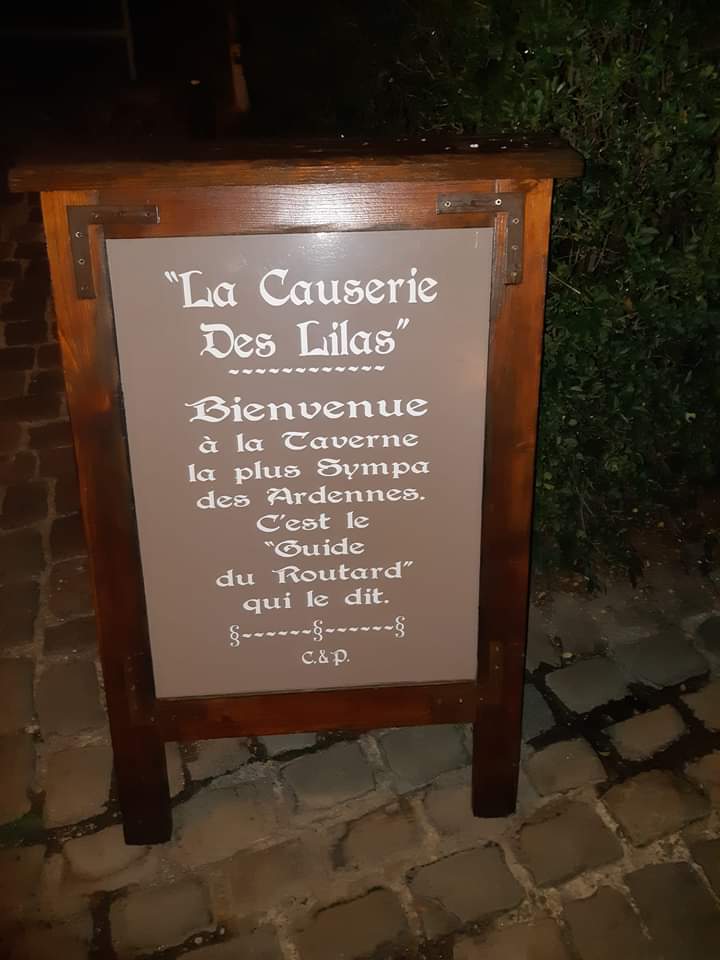 "La Causerie
Des Lilas"
~~~~~~~~~~~~
Bienvenue
à la Taverne
la plus Sympa
des Ardennes.
C'est le
"Guide
du Routard"
qui le dit.
§~~~~~~§~~~~~~§
C.&P.